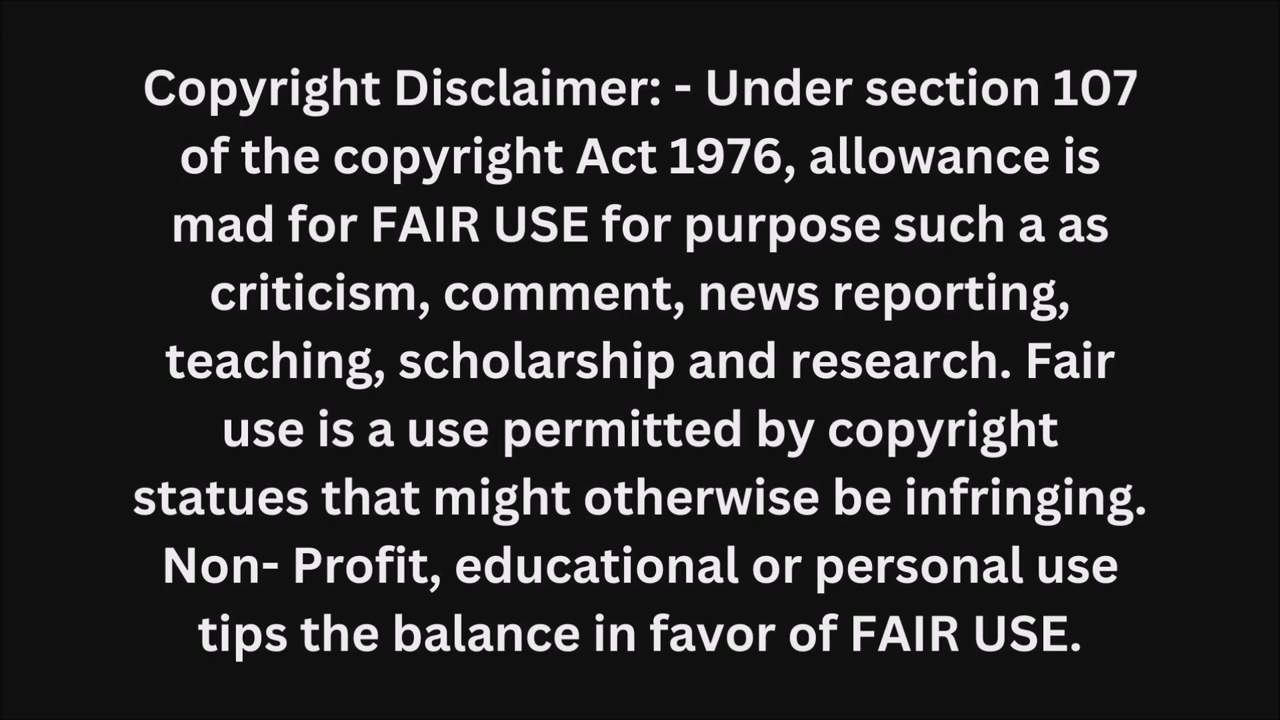 Copyright Disclaimer: - Under section 107
of the copyright Act 1976, allowance is
mad for FAIR USE for purpose such a as
criticism, comment, news reporting,
teaching, scholarship and research. Fair
use is a use permitted by copyright
statues that might otherwise be infringing.
Non- Profit, educational or personal use
tips the balance in favor of FAIR USE.